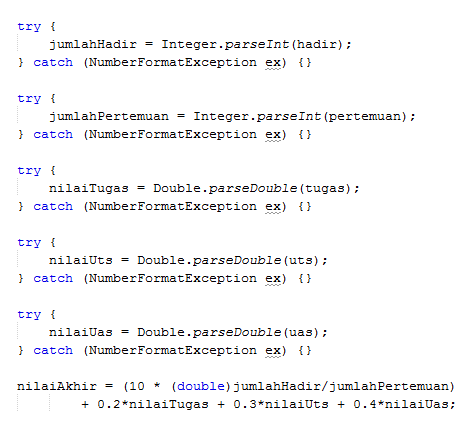 try {
    jumlahHadir = Integer.parseInt(hadir);
} catch (NumberFormatException ex) {}
try {
    jumlahPertemuan = Integer.parseInt(pertemuan);
} catch (NumberFormatException ex) {}
try {
    nilaiTugas = Double.parseDouble(tugas);
} catch (NumberFormatException ex) {}
try {
    nilaiUts = Double.parseDouble(uts);
} catch (NumberFormatException ex) {}
try {
    nilaiUas = Double.parseDouble(uas);
} catch (NumberFormatException ex) {}
nilaiAkhir = (10 * (double)jumlahHadir/jumlahPertemuan)
        + 0.2*nilaiTugas + 0.3*nilaiUts + 0.4*nilaiUas;